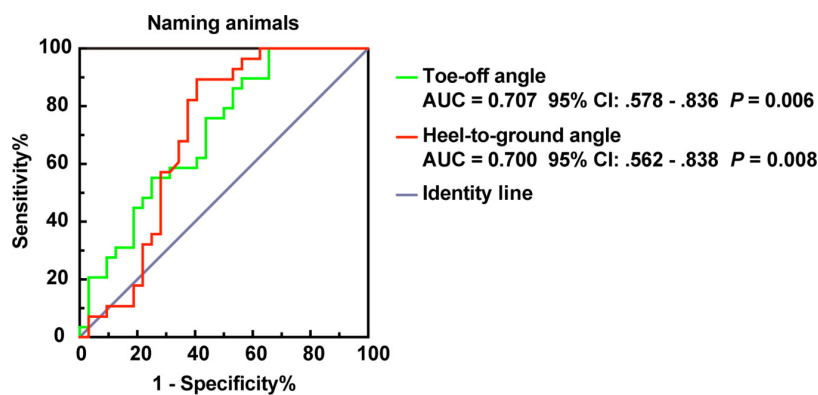 Naming animals
100
80
60
40
20
0
Sensitivity%
0 20 40 60 80 100
1 - Specificity%
Toe-off angle
AUC = 0.707 95% CI: .578 - .836 P = 0.006
Heel-to-ground angle
AUC = 0.700 95% CI: .562 - .838 P = 0.008
Identity line